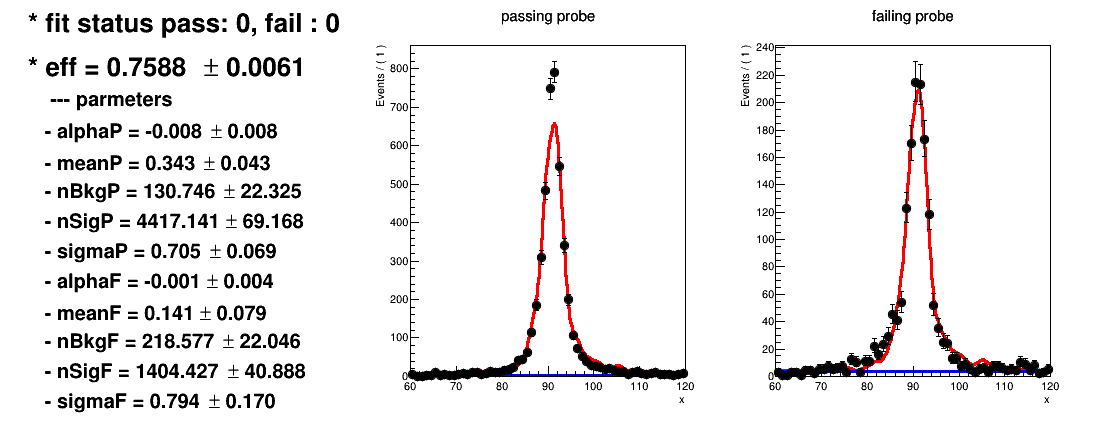 * fit status pass: 0, fail : 0
* eff = 0.7588 ± 0.0061
--- parmeters
- alphaP = -0.008 ± 0.008
- meanP = 0.343 ± 0.043
- nBkgP = 130.746 ± 22.325
- nSigP = 4417.141 ± 69.168
- sigmaP = 0.705 ± 0.069
- alphaF = -0.001 ± 0.004
- meanF = 0.141 ± 0.079
- nBkgF = 218.577 ± 22.046
- nSigF = 1404.427 ± 40.888
- sigmaF = 0.794 ± 0.170
passing probe
Events / ( 1 )
800
700
600
500
400
300
200
100
0
60 70 80 90 100 110 120
x
failing probe
Events / ( 1 )
240
220
200
180
160
140
120
100
80
60
40
20
0
60 70 80 90 100 110 120
x